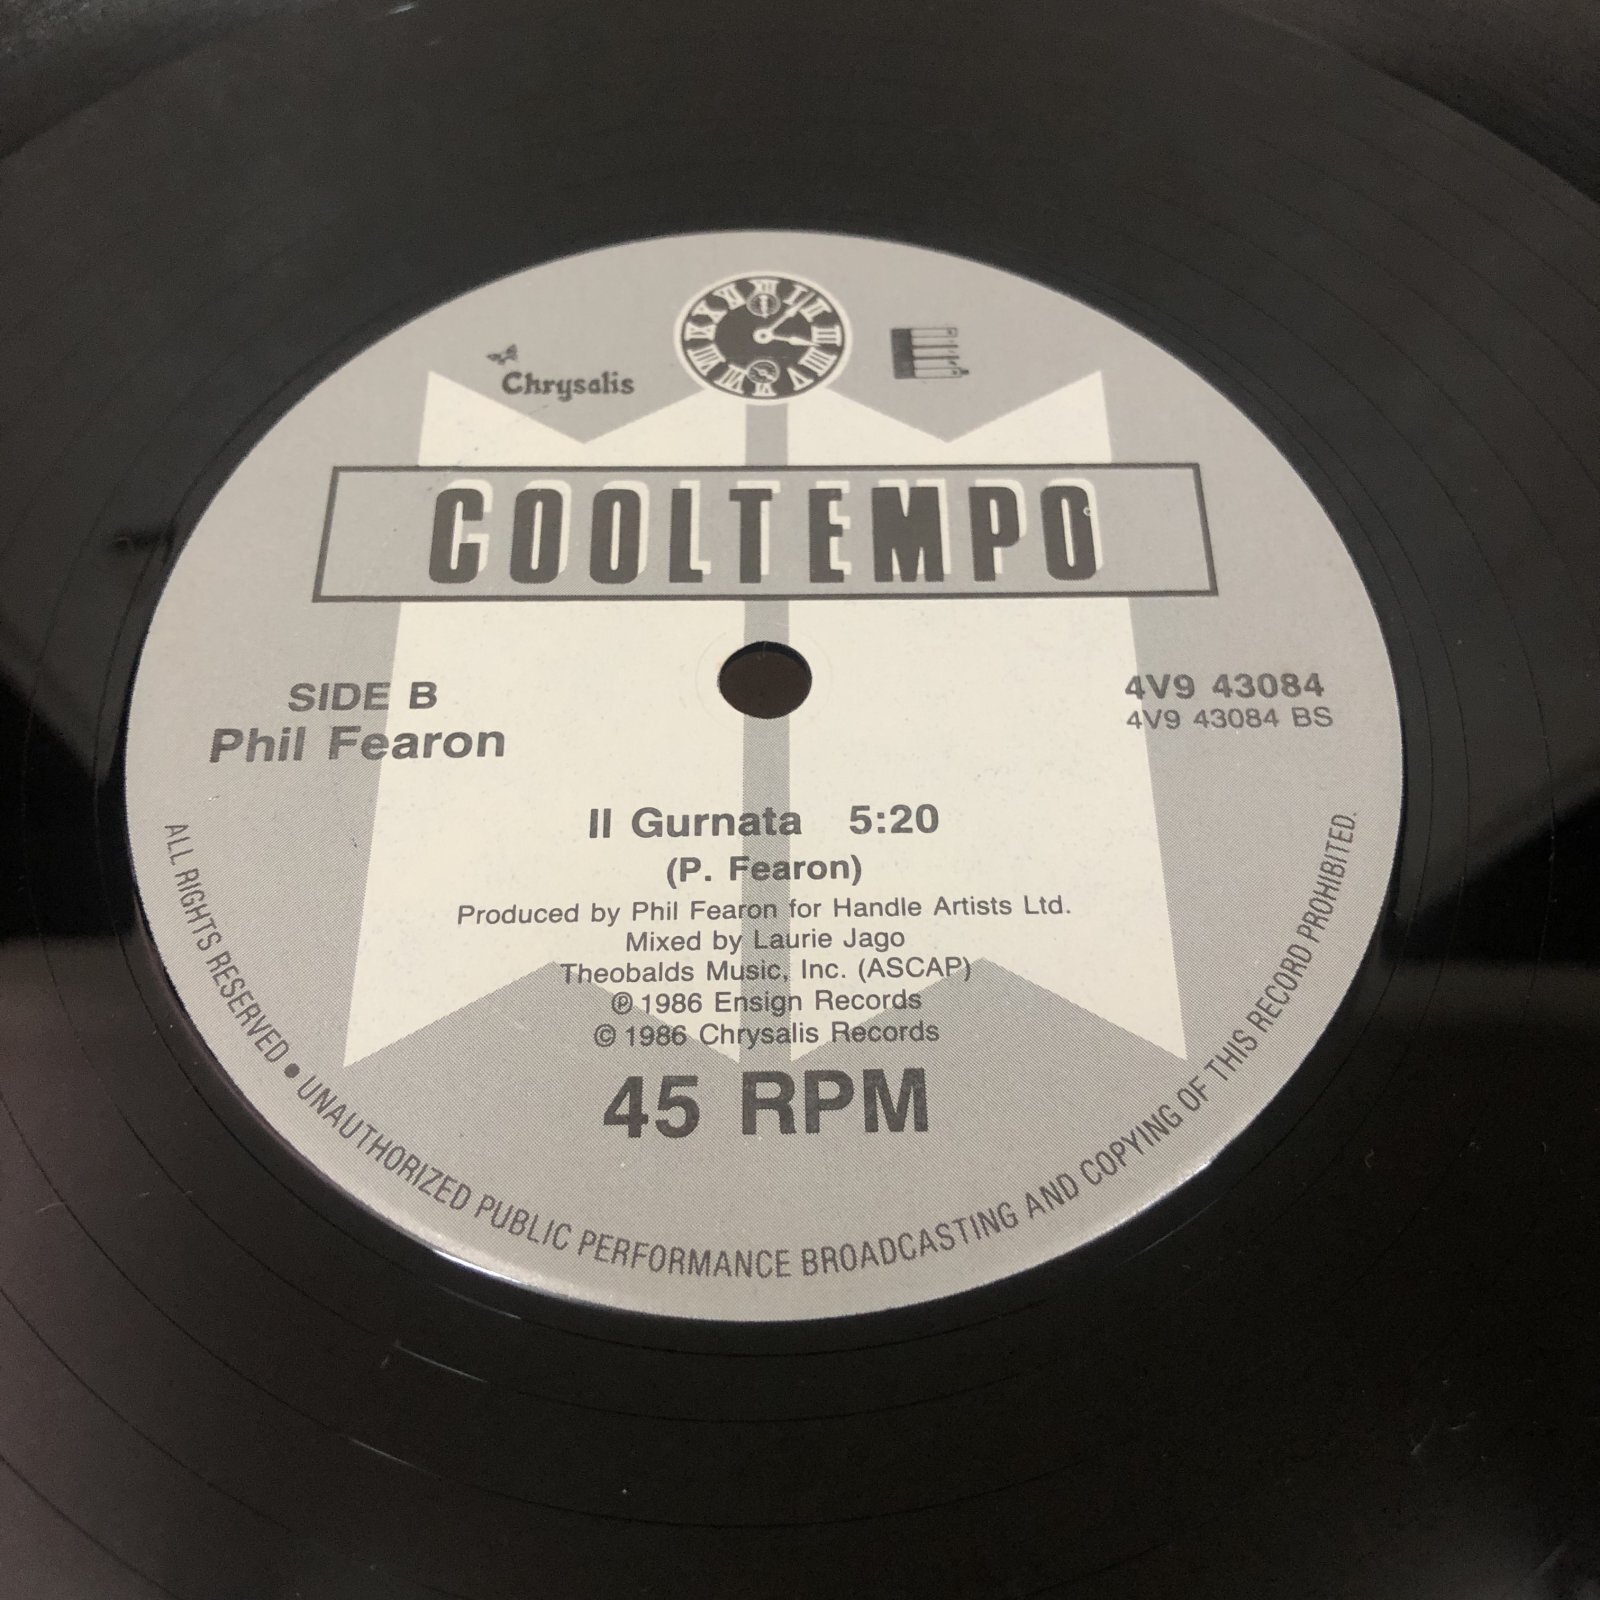 Chrysalis
COOLTEMPO
SIDE B
Phil Fearon
4V9 43084
4V9 43084 BS
Il Gurnata 5:20
(P. Fearon)
Produced by Phil Fearon for Handle Artists Ltd.
Mixed by Laurie Jago
Theobalds Music, Inc. (ASCAP)
℗ 1986 Ensign Records
© 1986 Chrysalis Records
45 RPM
ALL RIGHTS RESERVED • UNAUTHORIZED PUBLIC PERFORMANCE BROADCASTING AND COPYING OF THIS RECORD PROHIBITED.